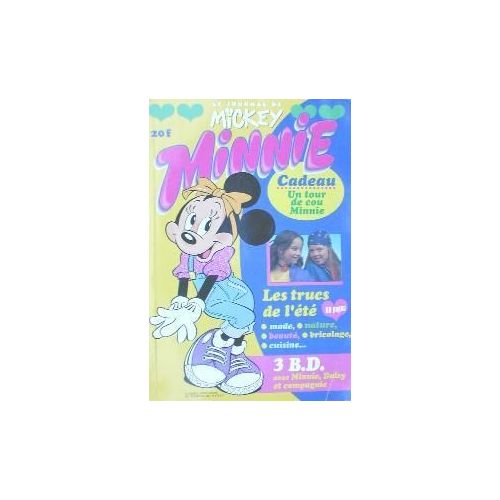 LE JOURNAL DE
MICKEY
20 F
MINNIE
Cadeau
Un tour
de cou
Minnie
Les trucs
de l'été
• mode, • nature,
• beauté, • bricolage,
• cuisine...
3 B.D.
avec Minnie, Daisy
et compagnie